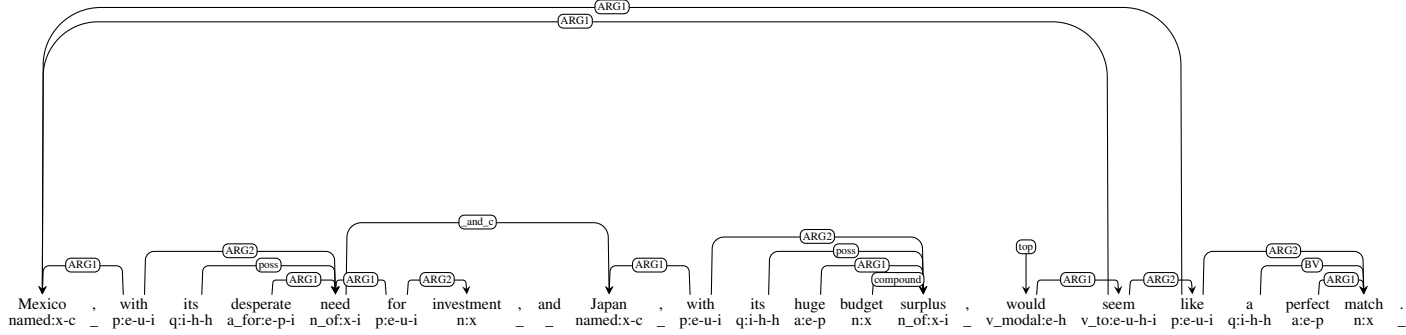 ARG1
ARG1
_and_c
ARG2 ARG2
top
poss poss ARG2
ARG1 ARG1 ARG1 ARG2 ARG1 ARG1 BV
compound ARG1 ARG2 ARG1
Mexico , with its desperate need for investment , and Japan , with its huge budget surplus , would seem like a perfect match .
named:x-c _ p:e-u-i q:i-h-h a_for:e-p-i n_of:x-i p:e-u-i n:x _ _ named:x-c _ p:e-u-i q:i-h-h a:e-p n:x n_of:x-i _ v_modal:e-h v_to:e-u-h-i p:e-u-i q:i-h-h a:e-p n:x _